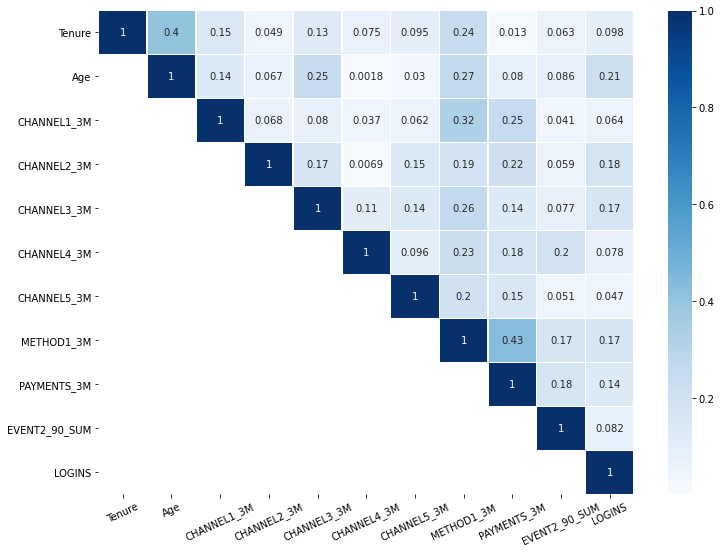 Tenure 1 0.4 0.15 0.049 0.13 0.075 0.095 0.24 0.013 0.063 0.098
Age 1 0.14 0.067 0.25 0.0018 0.03 0.27 0.08 0.086 0.21
CHANNEL1_3M 1 0.068 0.08 0.037 0.062 0.32 0.25 0.041 0.064
CHANNEL2_3M 1 0.17 0.0069 0.15 0.19 0.22 0.059 0.18
CHANNEL3_3M 1 0.11 0.14 0.26 0.14 0.077 0.17
CHANNEL4_3M 1 0.096 0.23 0.18 0.2 0.078
CHANNEL5_3M 1 0.2 0.15 0.051 0.047
METHOD1_3M 1 0.43 0.17 0.17
PAYMENTS_3M 1 0.18 0.14
EVENT2_90_SUM 1 0.082
LOGINS 1
Tenure Age CHANNEL1_3M CHANNEL2_3M CHANNEL3_3M CHANNEL4_3M CHANNEL5_3M METHOD1_3M PAYMENTS_3M EVENT2_90_SUM LOGINS
1.0
0.8
0.6
0.4
0.2